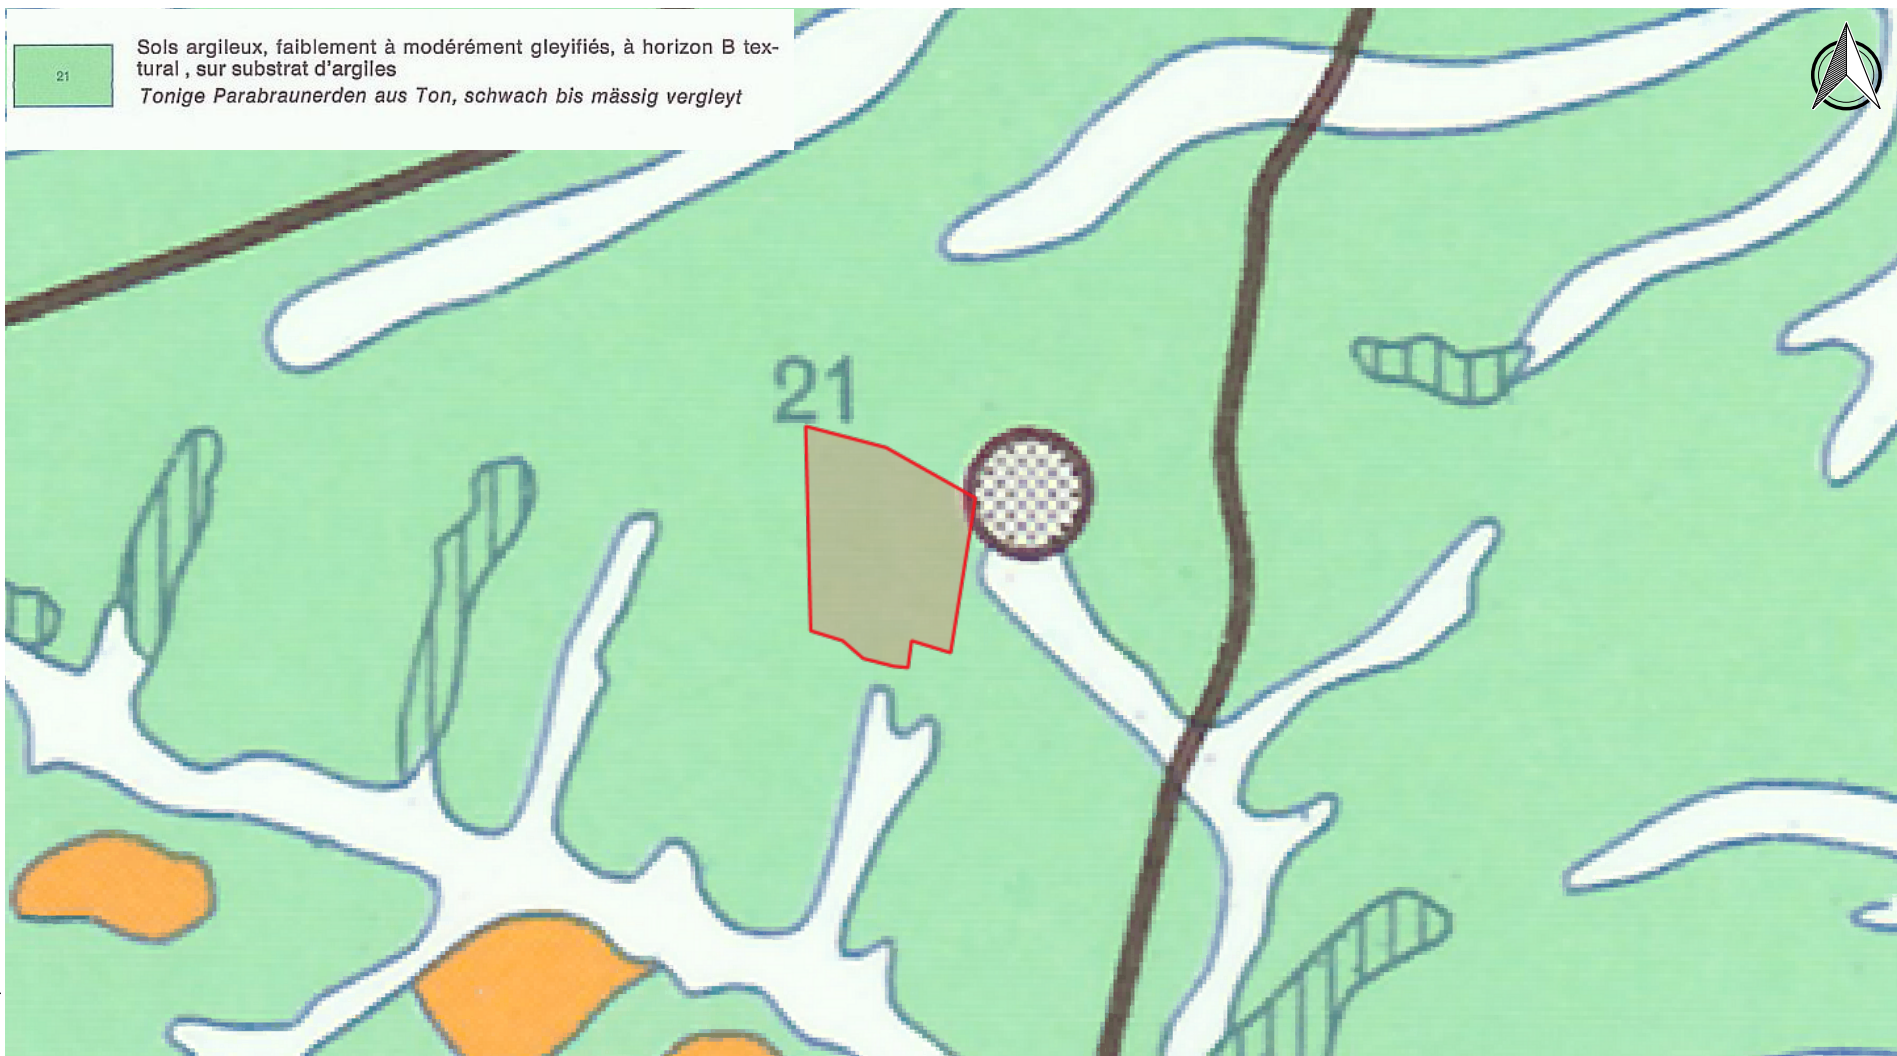 21
Sols argileux, faiblement à modérément gleyifiés, à horizon B tex-
tural , sur substrat d'argiles
Tonige Parabraunerden aus Ton, schwach bis mässig vergleyt
21